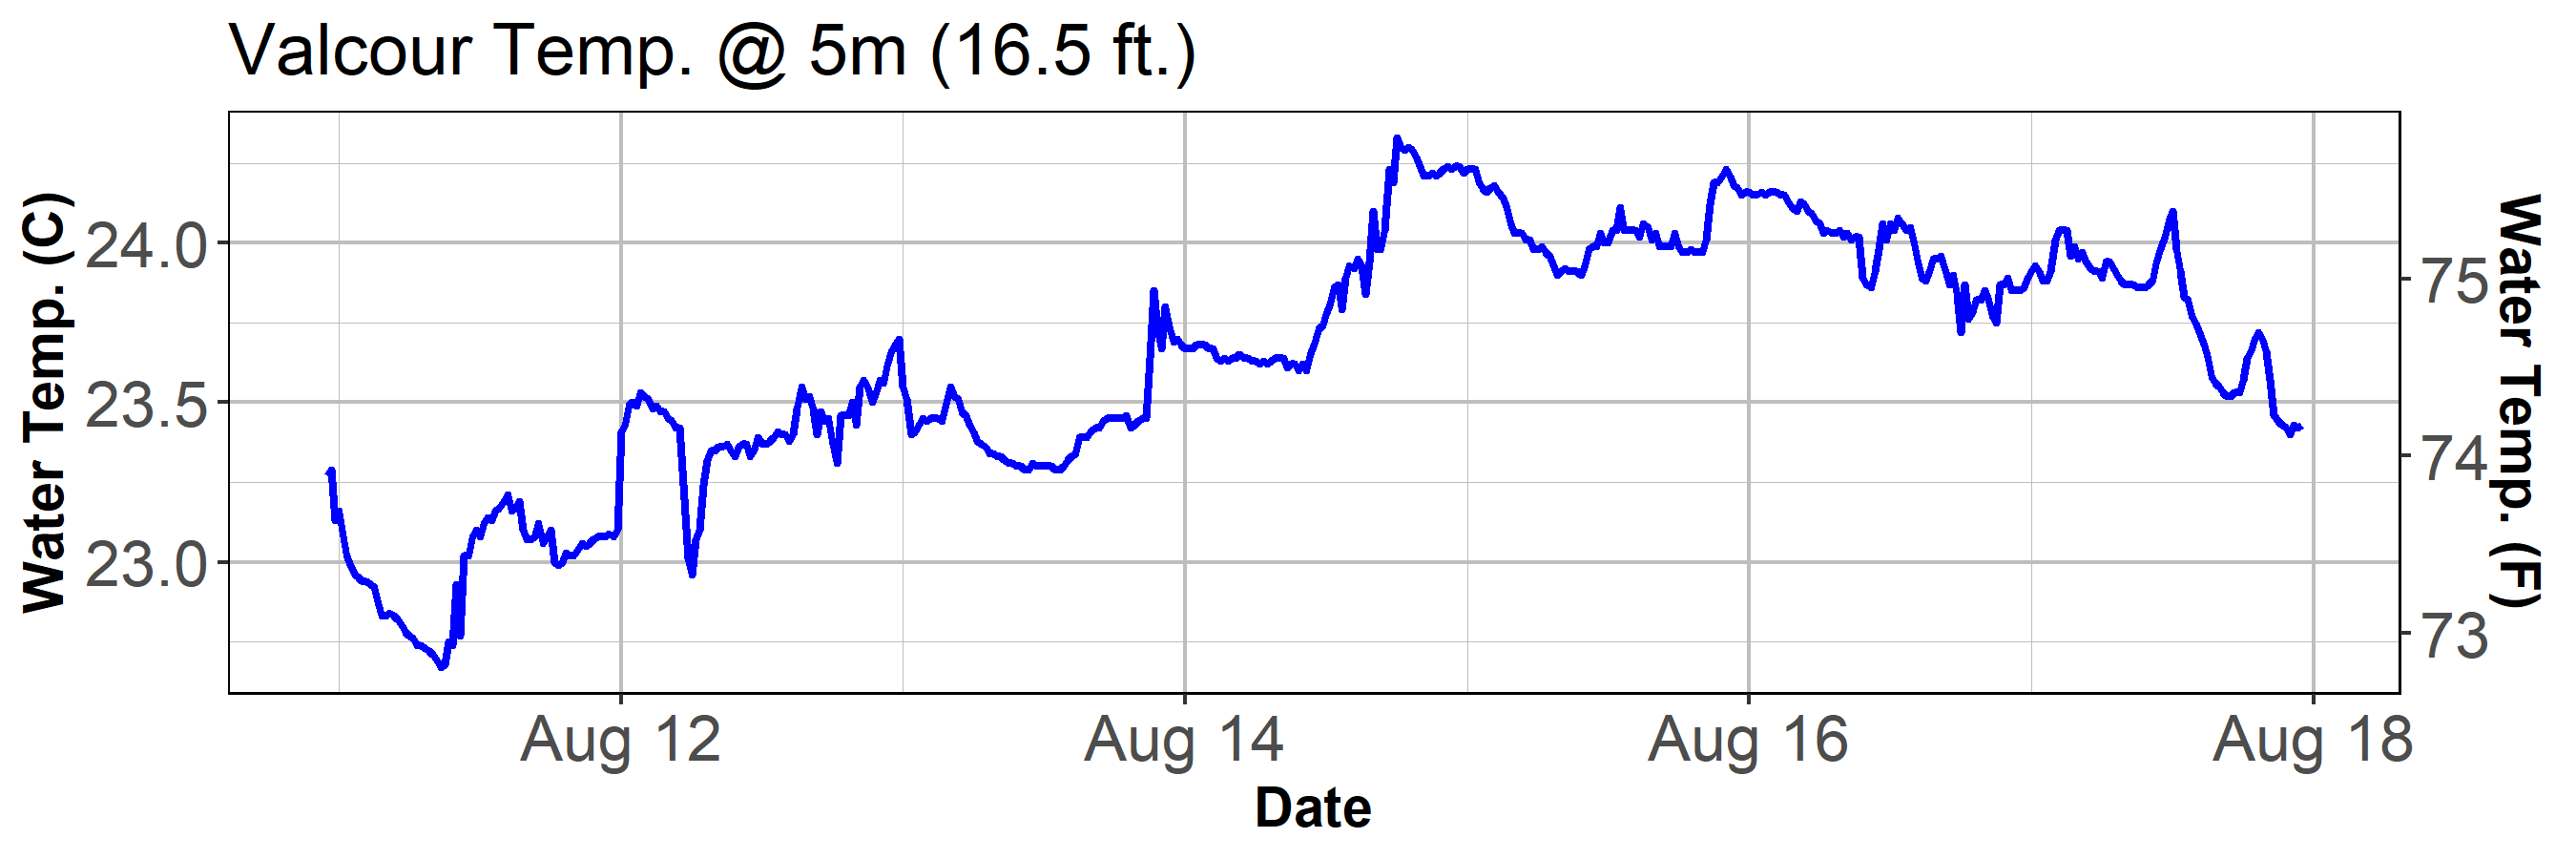 Valcour Temp. @ 5m (16.5 ft.)
Water Temp. (C)
24.0
23.5
23.0
75
74
73
Water Temp. (F)
Aug 12
Aug 14
Aug 16
Aug 18
Date